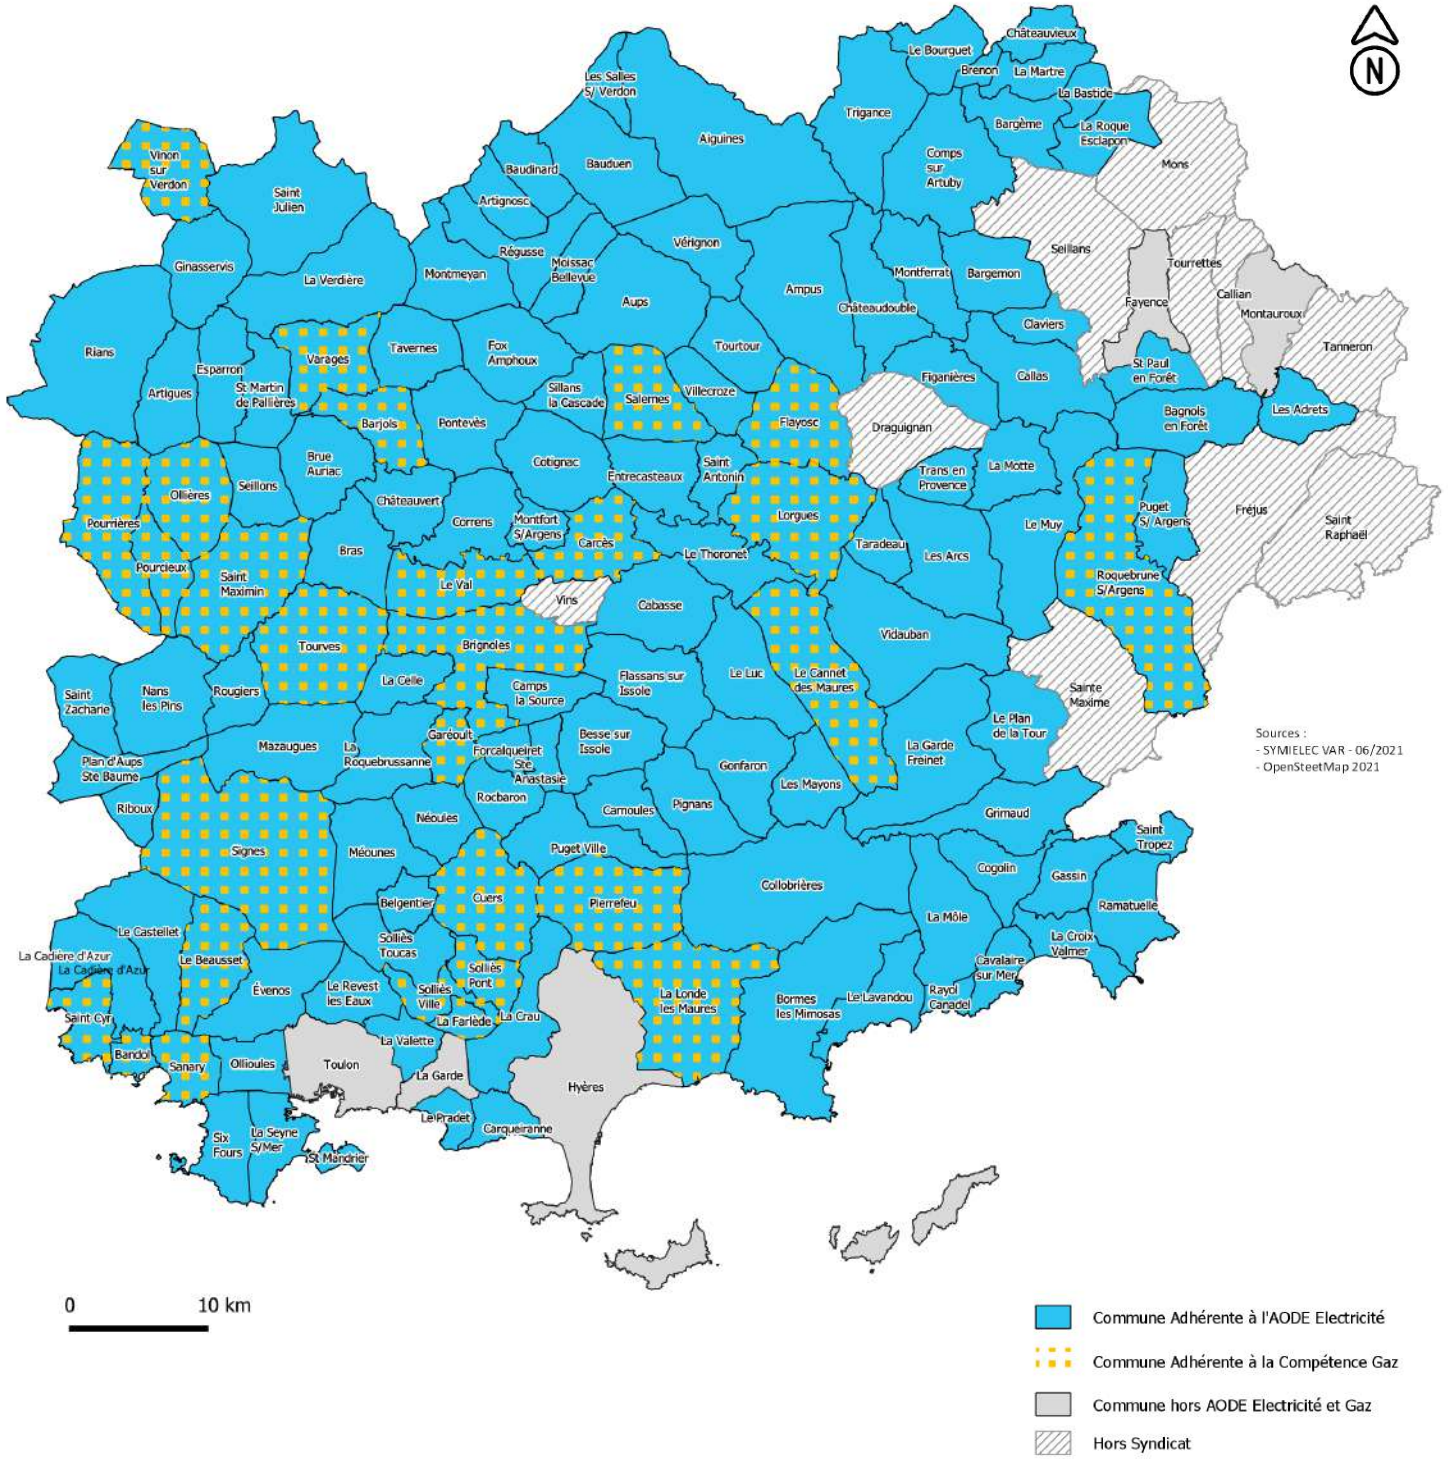 N
Châteauvieux
Le Bourguet
Brenon
La Martre
Les Salles
S/ Verdon
La Bastide
Trigance
Bargème
La Roque
Esclapon
Aiguines
Vinon
sur
Verdon
Baudinard
Bauduen
Comps
sur
Artuby
Mons
Saint
Julien
Artignosc
Vérignon
Seillans
Régusse
Moissac
Bellevue
Tourrettes
Ginasservis
La Verdière
Montmeyan
Montferrat
Bargemon
Ampus
Aups
Châteaudouble
Fayence
Callian
Montauroux
Claviers
Tanneron
Rians
Varages
Tavernes
Fox
Amphoux
Tourtour
Esparron
Artigues
St Martin
de Pallières
Sillans
la Cascade
Salernes
Villecroze
Figanières
Callas
St Paul
en Forêt
Bagnols
en Forêt
Les Adrets
Barjols
Pontevès
Flayosc
Draguignan
Brue
Auriac
Cotignac
Entrecasteaux
Saint
Antonin
Trans en
Provence
La Motte
Ollières
Seillons
Châteauvert
Correns
Montfort
S/Argens
Lorgues
Le Muy
Puget
S/ Argens
Fréjus
Saint
Raphaël
Pourrières
Bras
Carcès
Le Thoronet
Taradeau
Les Arcs
Pourcieux
Saint
Maximin
Le Val
Vins
Cabasse
Roquebrune
S/Argens
Tourves
Brignoles
Vidauban
Saint
Zacharie
Nans
les Pins
Rougiers
La Celle
Camps
la Source
Flassans sur
Issole
Le Luc
Le Cannet
des Maures
Sainte
Maxime
Plan d'Aups
Ste Baume
Mazaugues
La
Roquebrussanne
Garéoult
Forcalqueiret
Ste
Anastasie
Besse sur
Issole
Gonfaron
La Garde
Freinet
Le Plan
de la Tour
Sources :
- SYMIELEC VAR - 06/2021
- OpenSteetMap 2021
Riboux
Rocbaron
Néoules
Carnoules
Pignans
Les Mayons
Grimaud
Signes
Méounes
Puget Ville
Saint
Tropez
Collobrières
Cogolin
Gassin
Belgentier
Cuers
Pierrefeu
La Môle
Ramatuelle
Le Castellet
Solliès
Toucas
La Croix
Valmer
La Cadière d'Azur
La Cadière d'Azur
Le Beausset
Évenos
Le Revest
les Eaux
Solliès
Pont
Solliès
Ville
La Farlède
La Crau
La Londe
les Maures
Bormes
les Mimosas
Le Lavandou
Rayol
Canadel
Cavalaire
sur Mer
Saint Cyr
Bandol
Sanary
Ollioules
Toulon
La Valette
La Garde
Hyères
Le Pradet
Carqueiranne
Six
Fours
La Seyne
S/Mer
St Mandrier
0 10 km
Commune Adhérente à l'AODE Electricité
Commune Adhérente à la Compétence Gaz
Commune hors AODE Electricité et Gaz
Hors Syndicat